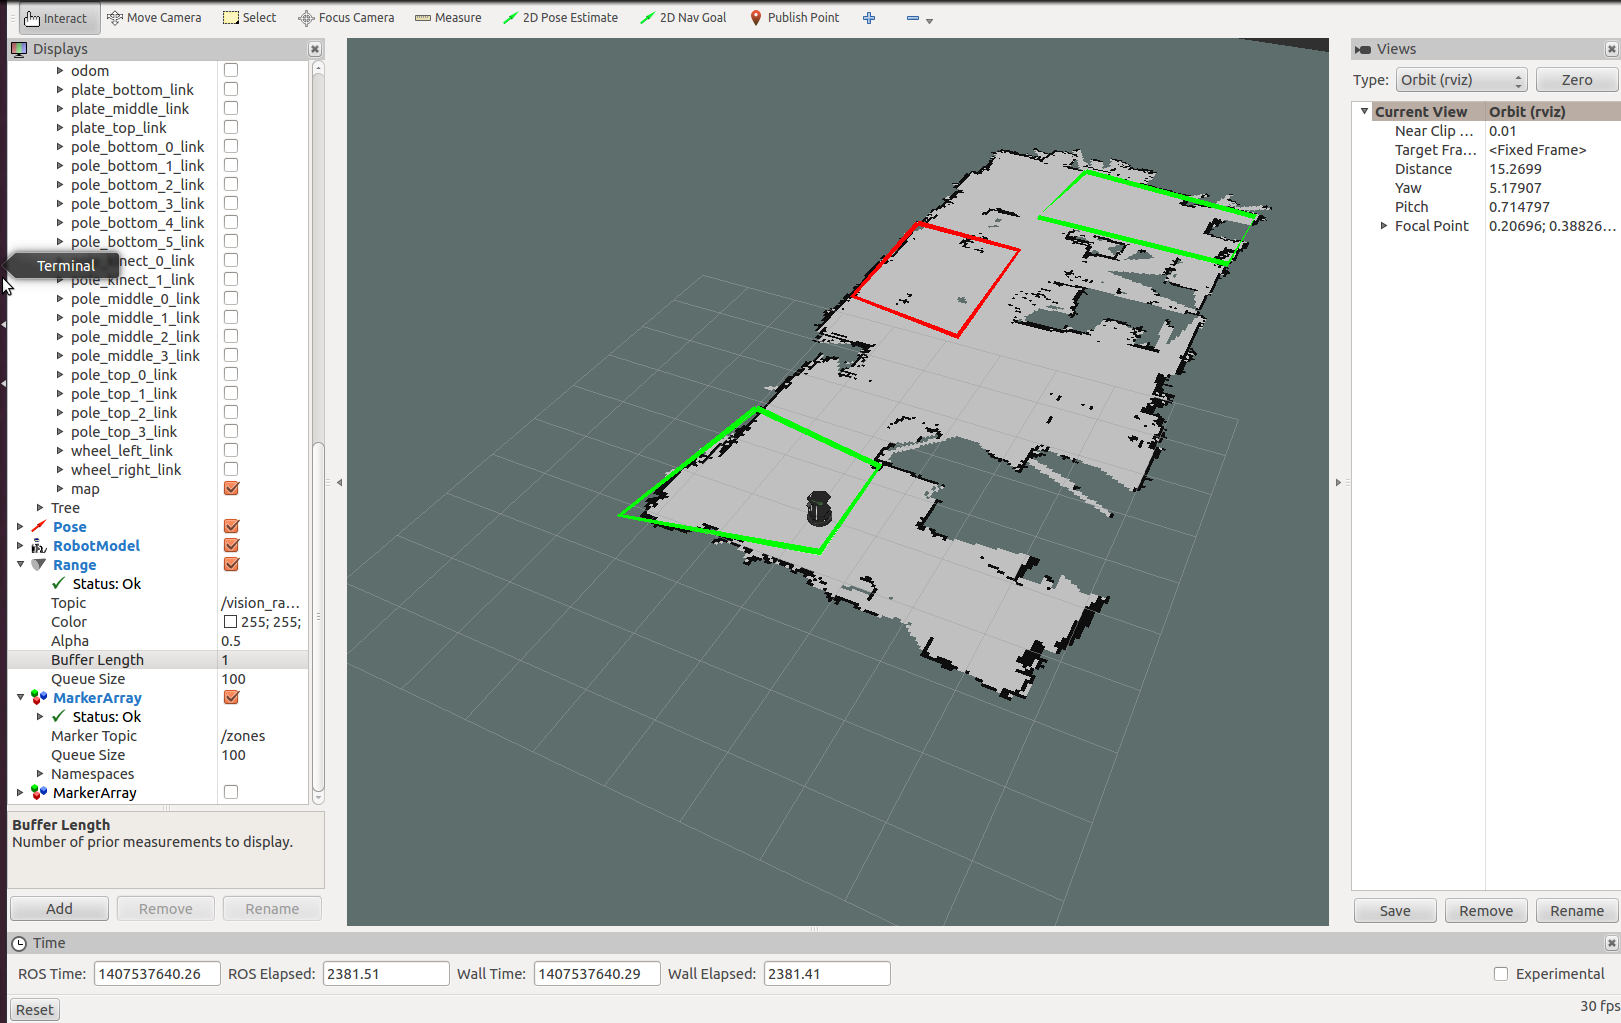 Interact Move Camera Select Focus Camera Measure 2D Pose Estimate 2D Nav Goal Publish Point
Displays
odom
plate_bottom_link
plate_middle_link
plate_top_link
pole_bottom_0_link
pole_bottom_1_link
pole_bottom_2_link
pole_bottom_3_link
pole_bottom_4_link
pole_bottom_5_link
Terminal
pole_middle_0_link
pole_middle_1_link
pole_middle_2_link
pole_middle_3_link
pole_top_0_link
pole_top_1_link
pole_top_2_link
pole_top_3_link
wheel_left_link
wheel_right_link
map
Tree
Pose
RobotModel
Range
Status: Ok
Topic /vision_ra...
Color 255; 255;
Alpha 0.5
Buffer Length 1
Queue Size 100
MarkerArray
Status: Ok
Marker Topic /zones
Queue Size 100
Namespaces
MarkerArray
Buffer Length
Number of prior measurements to display.
Add Remove Rename
Views
Type: Orbit (rviz) Zero
Current View Orbit (rviz)
Near Clip ... 0.01
Target Fra... <Fixed Frame>
Distance 15.2699
Yaw 5.17907
Pitch 0.714797
Focal Point 0.20696; 0.38826...
Save Remove Rename
Time
ROS Time: 1407537640.26 ROS Elapsed: 2381.51 Wall Time: 1407537640.29 Wall Elapsed: 2381.41 Experimental
Reset 30 fps